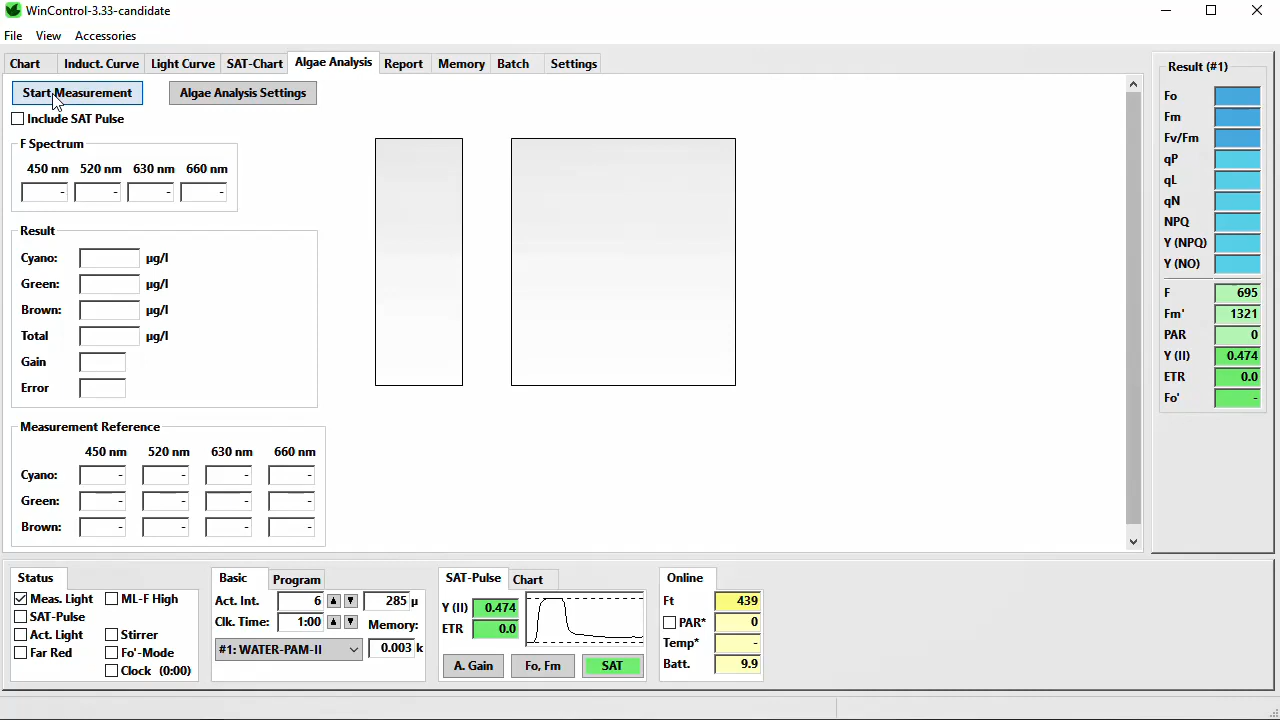 WinControl-3.33-candidate
File View Accessories
Chart Induct. Curve Light Curve SAT-Chart Algae Analysis Report Memory Batch Settings
Start Measurement Algae Analysis Settings
Include SAT Pulse
F Spectrum
450 nm 520 nm 630 nm 660 nm
- - - -
Result
Cyano: µg/l
Green: µg/l
Brown: µg/l
Total µg/l
Gain
Error
Measurement Reference
450 nm 520 nm 630 nm 660 nm
Cyano: - - - -
Green: - - - -
Brown: - - - -
Result (#1)
Fo
Fm
Fv/Fm
qP
qL
qN
NPQ
Y (NPQ)
Y (NO)
F 695
Fm' 1321
PAR 0
Y (II) 0.474
ETR 0.0
Fo' -
Status
Meas. Light ML-F High
SAT-Pulse
Act. Light Stirrer
Far Red Fo'-Mode
Clock (0:00)
Basic Program
Act. Int. 6 285 µ
Clk. Time: 1:00 Memory:
#1: WATER-PAM-II 0.003 k
SAT-Pulse Chart
Y (II) 0.474
ETR 0.0
A. Gain Fo, Fm SAT
Online
Ft 439
PAR* 0
Temp* -
Batt. 9.9